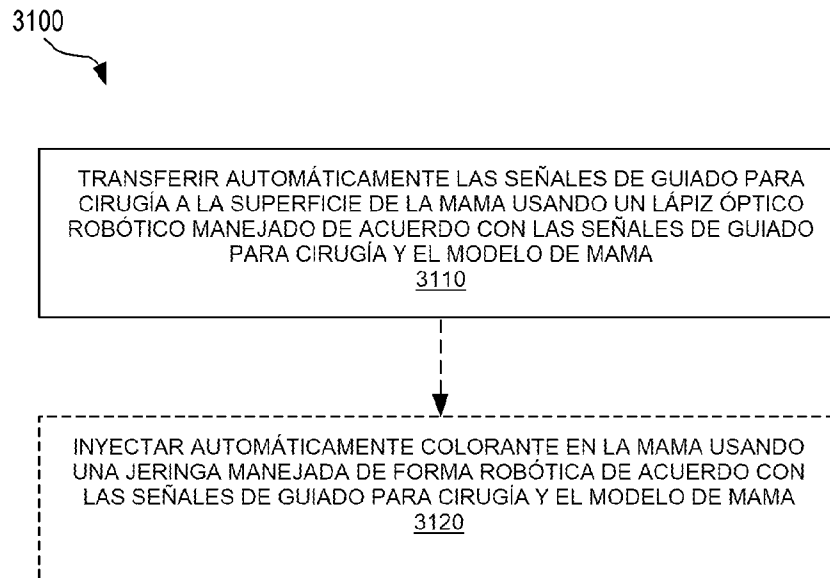 3100
TRANSFERIR AUTOMÁTICAMENTE LAS SEÑALES DE GUIADO PARA
CIRUGÍA A LA SUPERFICIE DE LA MAMA USANDO UN LÁPIZ ÓPTICO
ROBÓTICO MANEJADO DE ACUERDO CON LAS SEÑALES DE GUIADO
PARA CIRUGÍA Y EL MODELO DE MAMA
3110
INYECTAR AUTOMÁTICAMENTE COLORANTE EN LA MAMA USANDO
UNA JERINGA MANEJADA DE FORMA ROBÓTICA DE ACUERDO CON
LAS SEÑALES DE GUIADO PARA CIRUGÍA Y EL MODELO DE MAMA
3120